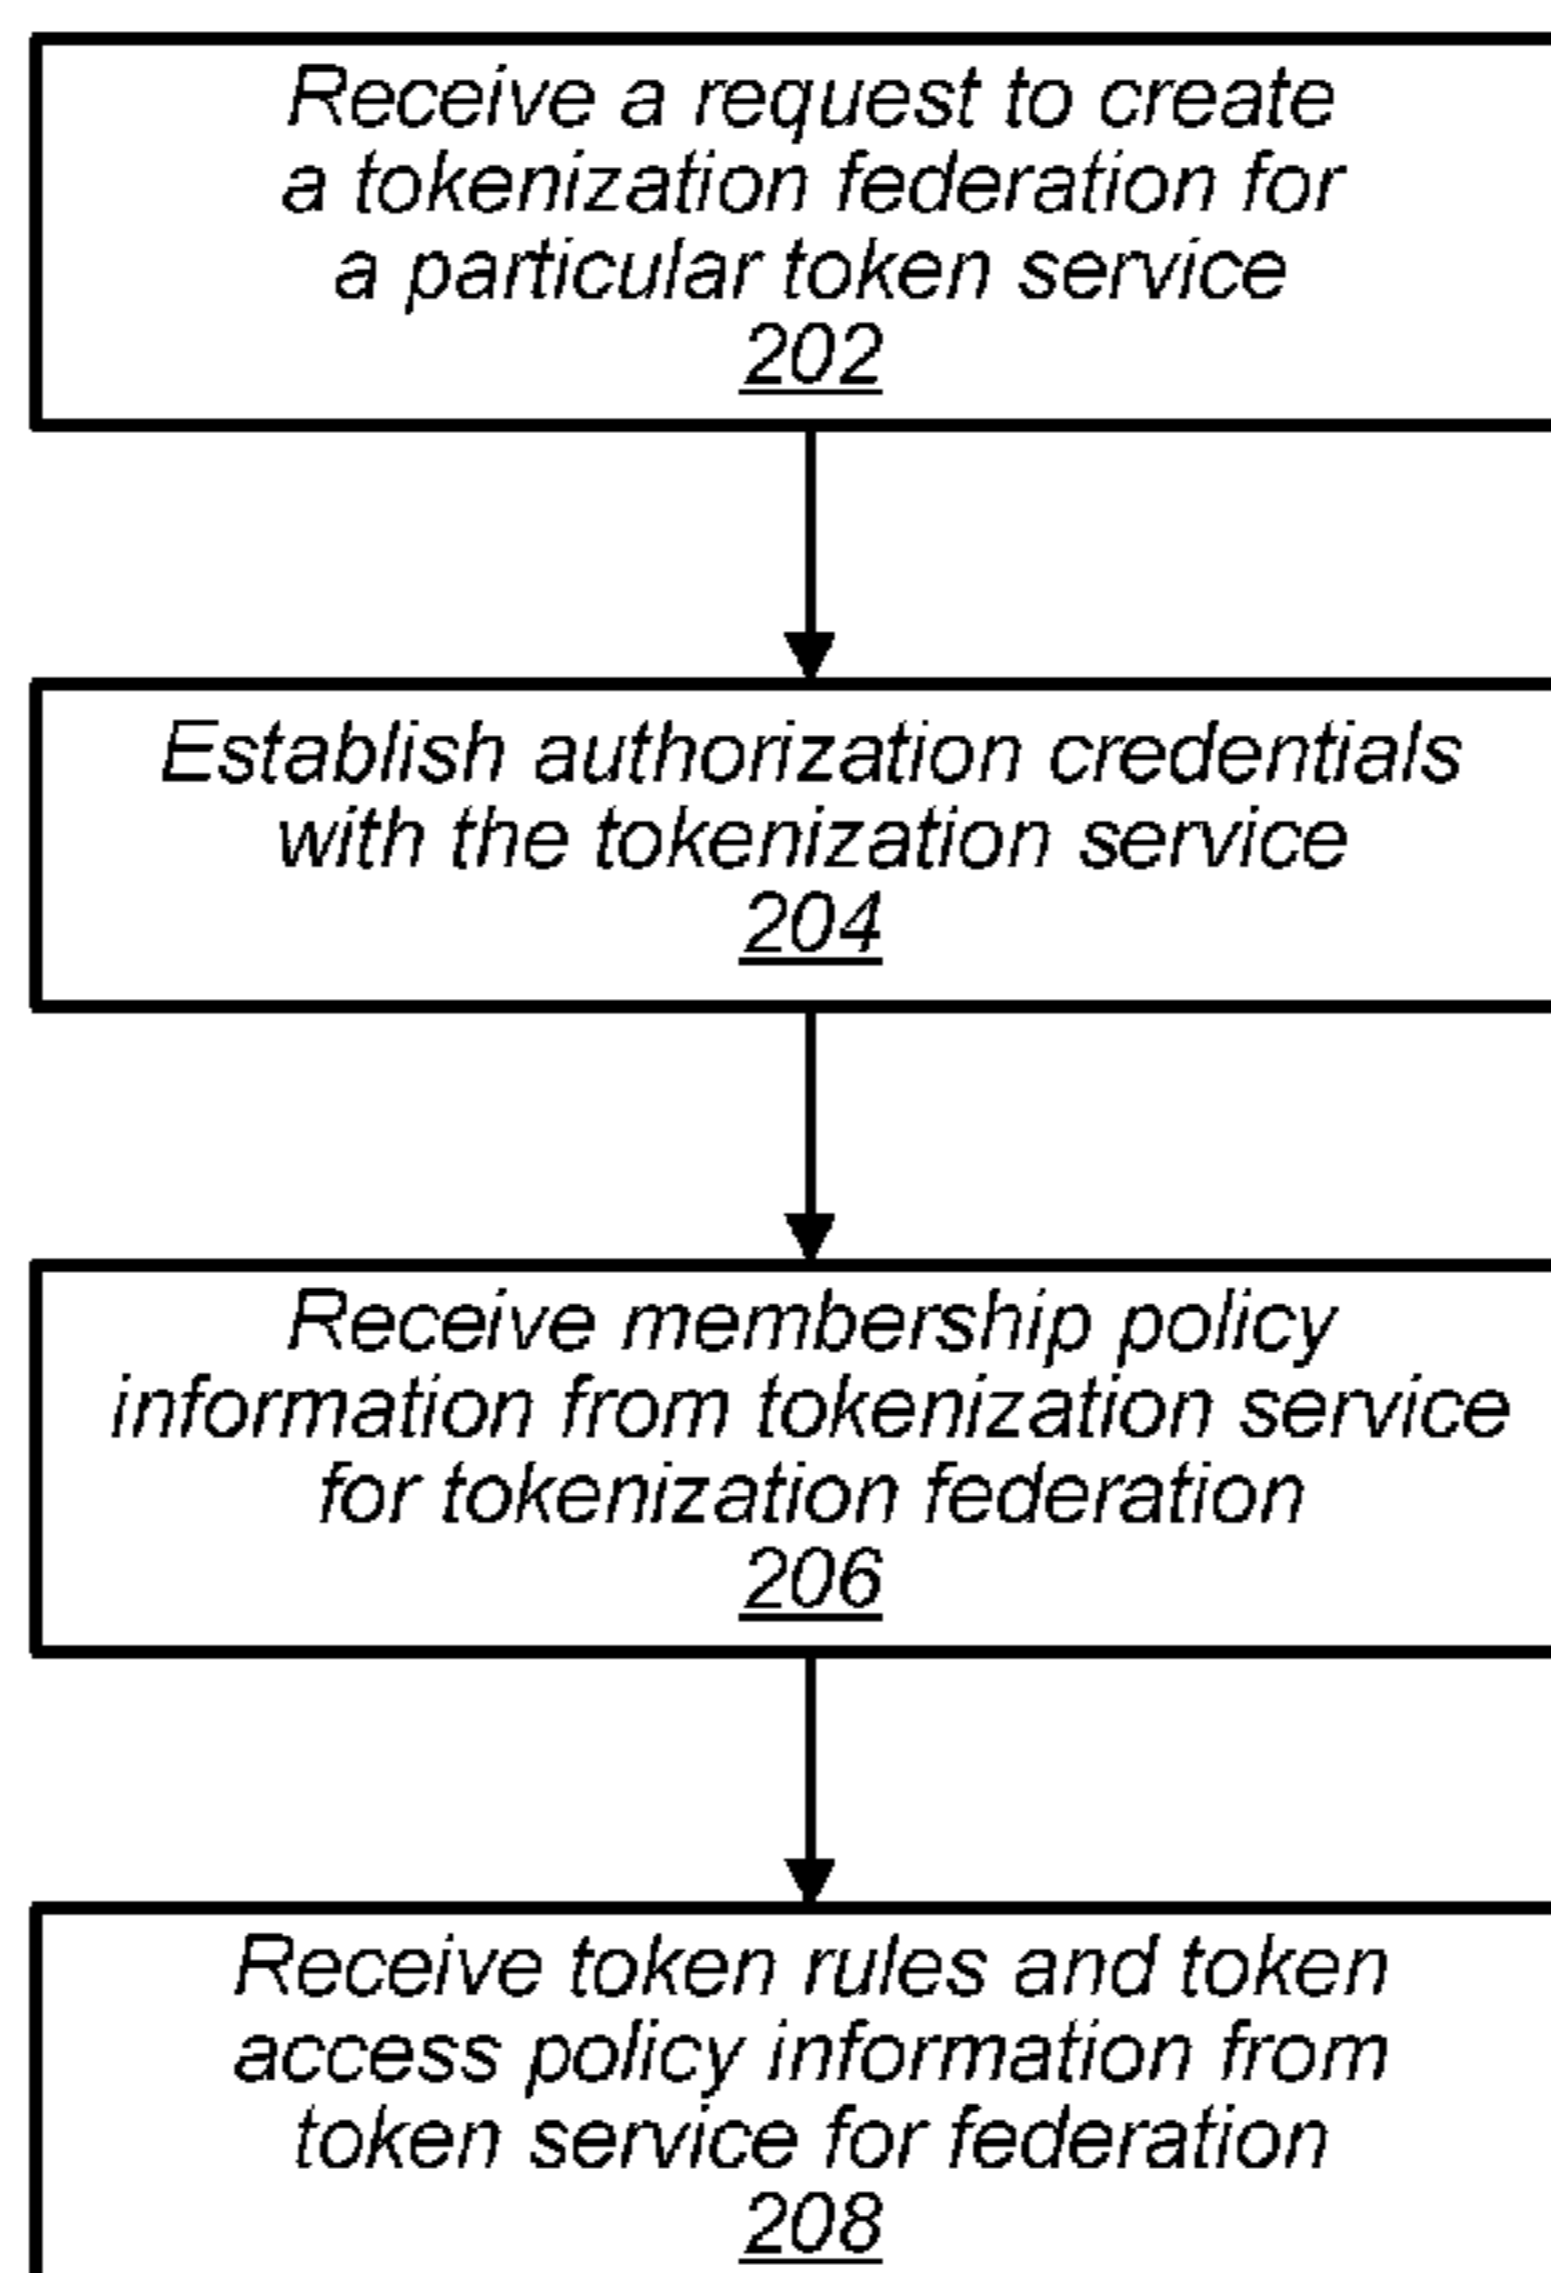 Receive a request to create
a tokenization federation for
a particular token service
202
Establish authorization credentials
with the tokenization service
204
Receive membership policy
information from tokenization service
for tokenization federation
206
Receive token rules and token
access policy information from
token service for federation
208